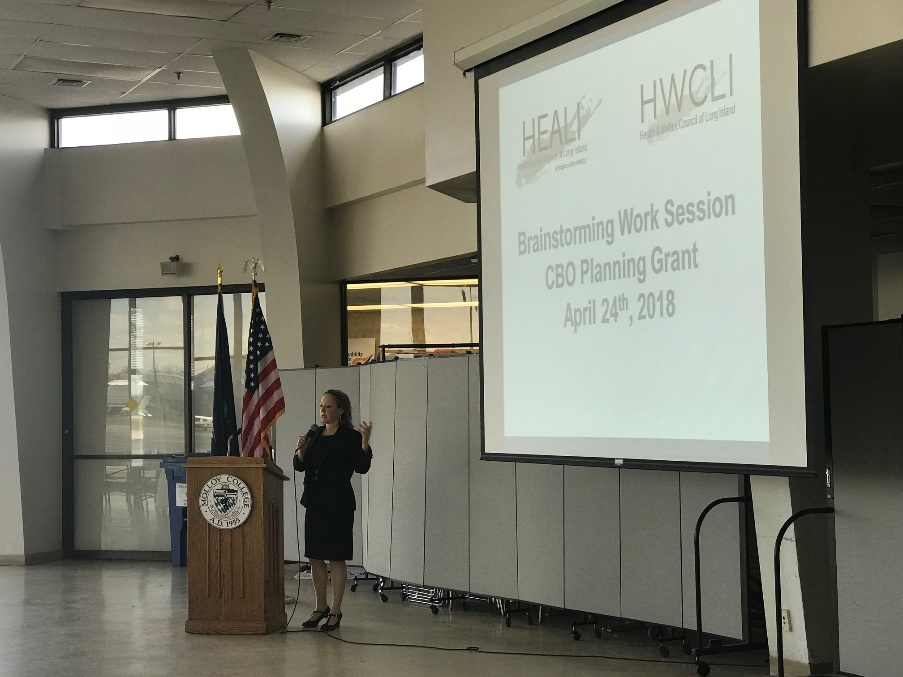 HEALI
HWCLI
Health & Welfare Council of Long Island
Brainstorming Work Session
CBO Planning Grant
April 24th, 2018
MOLLOY COLLEGE
A.D. 1955